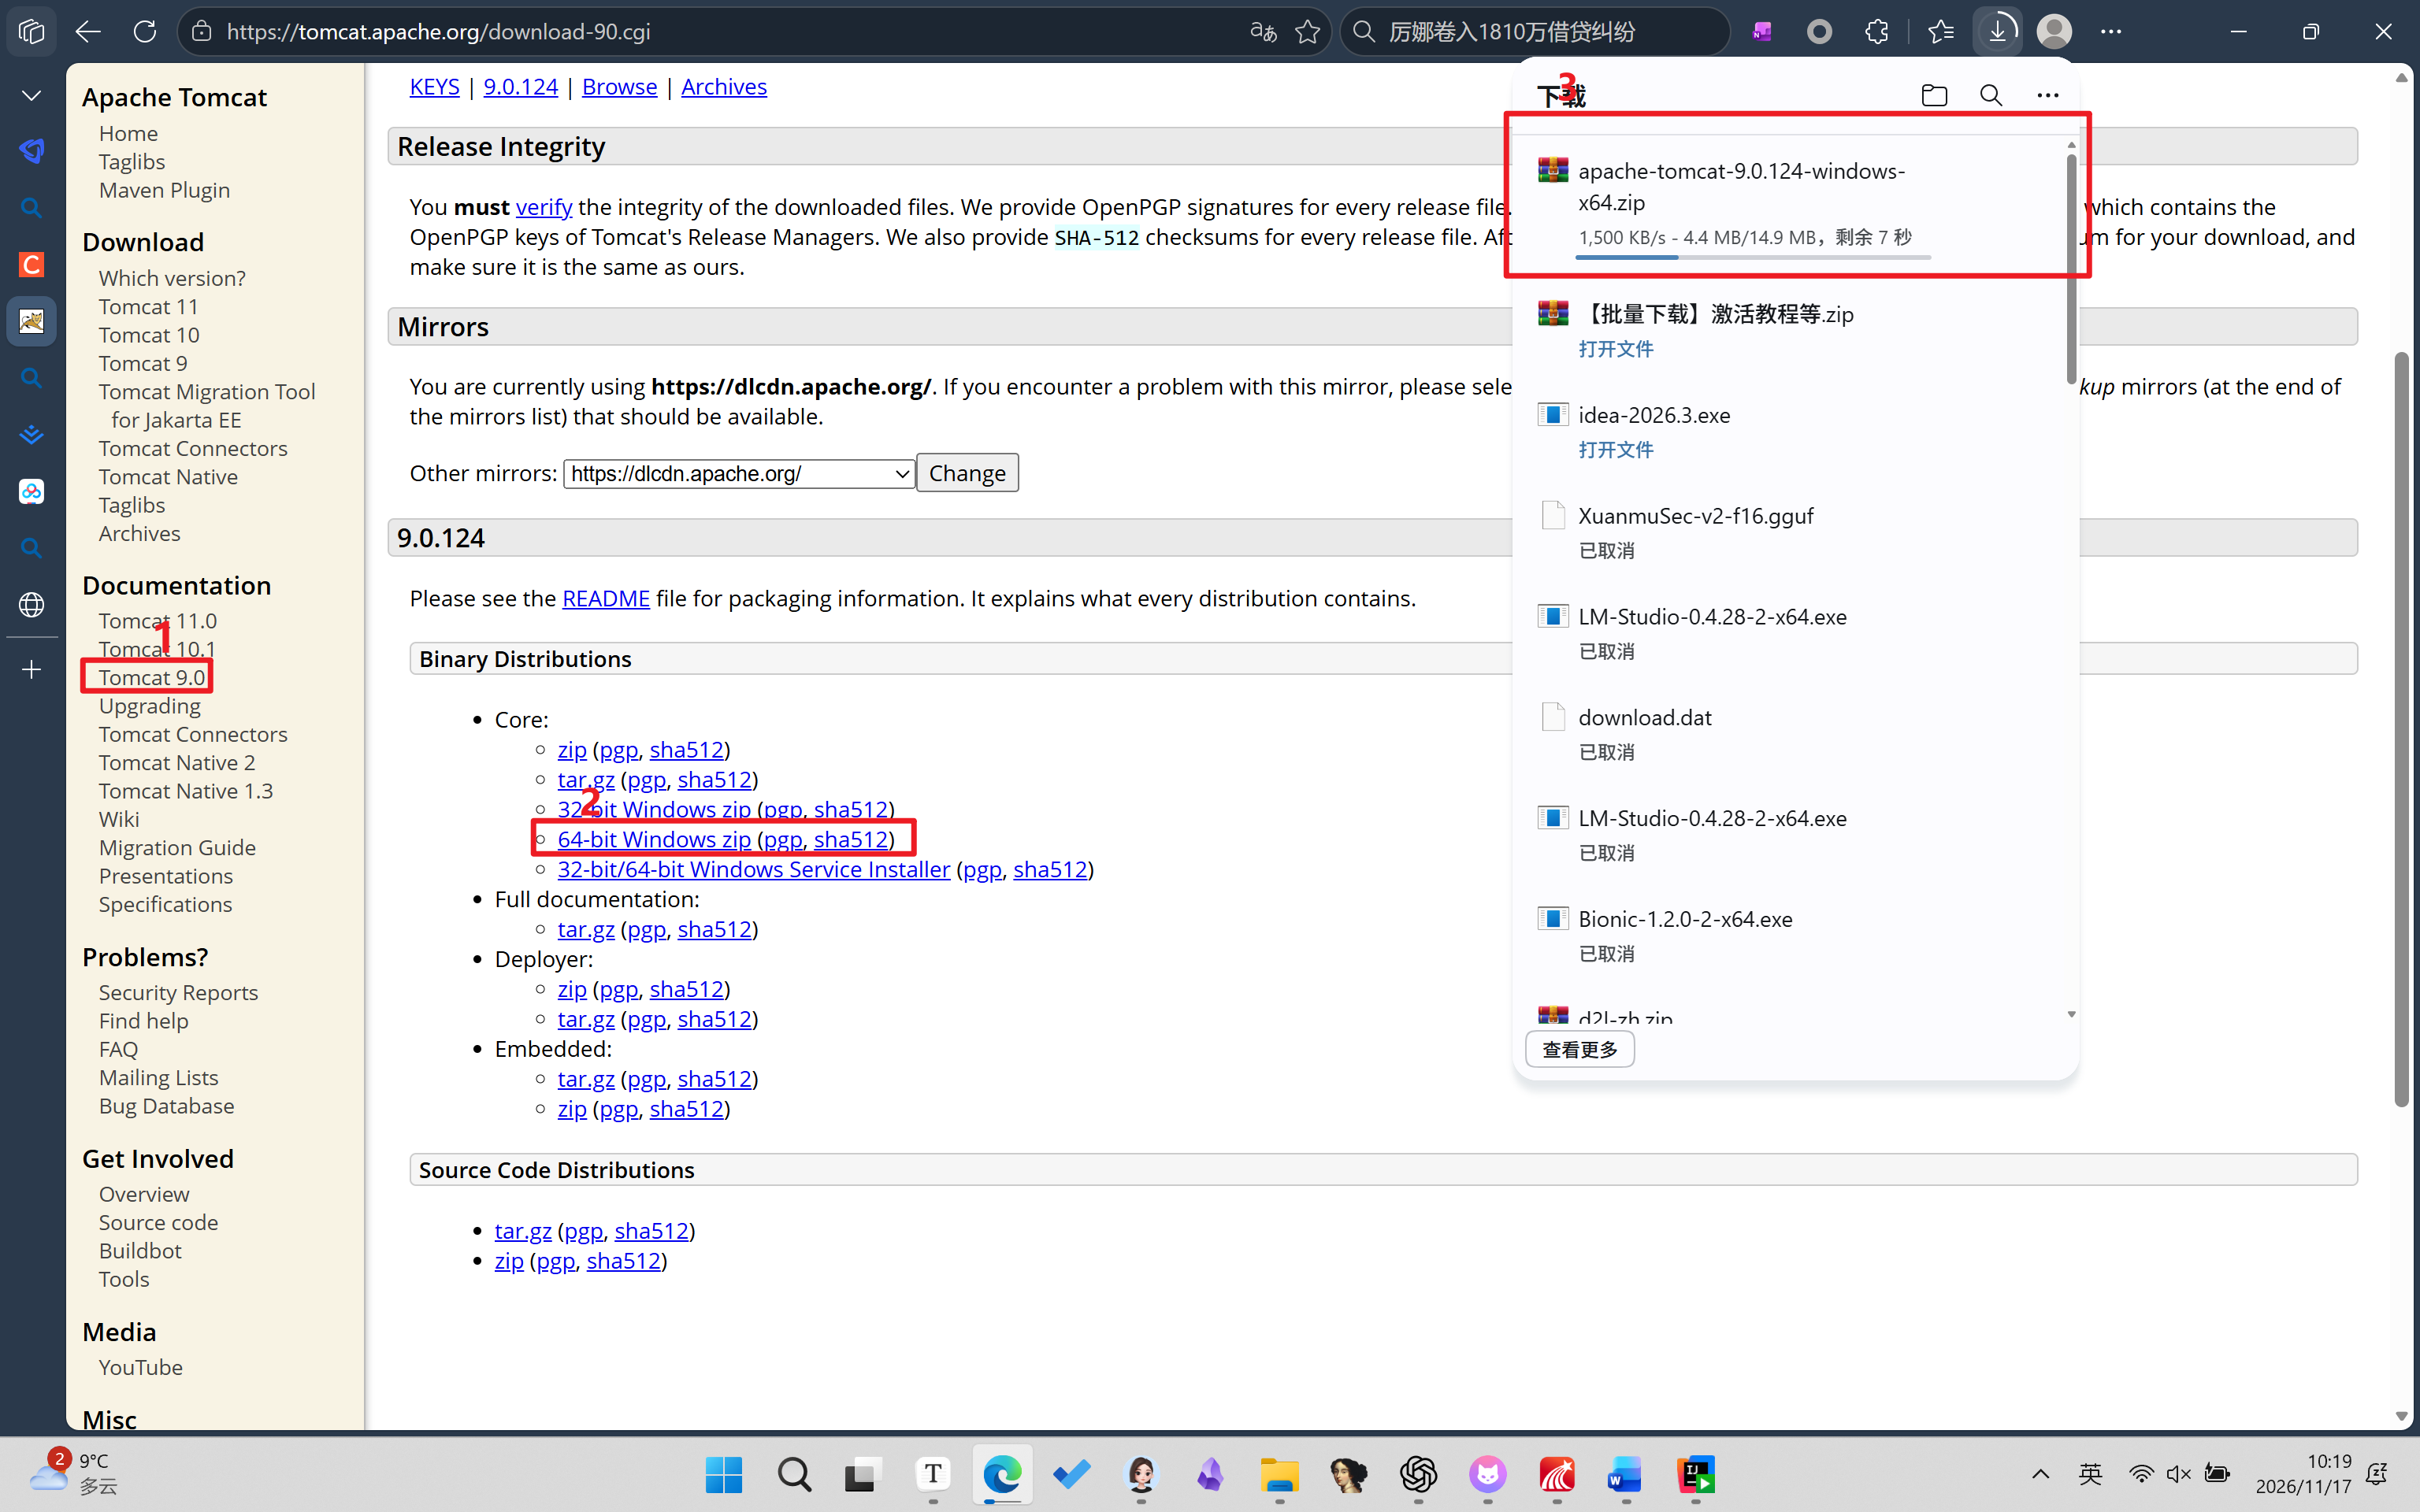 https://tomcat.apache.org/download-90.cgi
厉娜卷入1810万借贷纠纷
Apache Tomcat
Home
Taglibs
Maven Plugin
Download
Which version?
Tomcat 11
Tomcat 10
Tomcat 9
Tomcat Migration Tool
for Jakarta EE
Tomcat Connectors
Tomcat Native
Taglibs
Archives
Documentation
Tomcat 11.0
1
Tomcat 10.1
Tomcat 9.0
Upgrading
Tomcat Connectors
Tomcat Native 2
Tomcat Native 1.3
Wiki
Migration Guide
Presentations
Specifications
Problems?
Security Reports
Find help
FAQ
Mailing Lists
Bug Database
Get Involved
Overview
Source code
Buildbot
Tools
Media
YouTube
Misc
KEYS | 9.0.124 | Browse | Archives
Release Integrity
You must verify the integrity of the downloaded files. We provide OpenPGP signatures for every release file. which contains the
OpenPGP keys of Tomcat's Release Managers. We also provide SHA-512 checksums for every release file. for your download, and
make sure it is the same as ours.
Mirrors
You are currently using https://dlcdn.apache.org/. If you encounter a problem with this mirror, please mirrors (at the end of
the mirrors list) that should be available.
Other mirrors: https://dlcdn.apache.org/ Change
9.0.124
Please see the README file for packaging information. It explains what every distribution contains.
Binary Distributions
• Core:
zip (pgp, sha512)
tar.gz (pgp, sha512)
2
32-bit Windows zip (pgp, sha512)
64-bit Windows zip (pgp, sha512)
32-bit/64-bit Windows Service Installer (pgp, sha512)
• Full documentation:
tar.gz (pgp, sha512)
• Deployer:
zip (pgp, sha512)
tar.gz (pgp, sha512)
• Embedded:
tar.gz (pgp, sha512)
zip (pgp, sha512)
Source Code Distributions
• tar.gz (pgp, sha512)
• zip (pgp, sha512)
3
下载
apache-tomcat-9.0.124-windows-
x64.zip
1,500 KB/s - 4.4 MB/14.9 MB，剩余 7 秒
【批量下载】激活教程等.zip
打开文件
idea-2026.3.exe
打开文件
XuanmuSec-v2-f16.gguf
已取消
LM-Studio-0.4.28-2-x64.exe
已取消
download.dat
已取消
LM-Studio-0.4.28-2-x64.exe
已取消
Bionic-1.2.0-2-x64.exe
已取消
d2l-zh.zip
查看更多
2
9°C
多云
英
10:19
2026/11/17